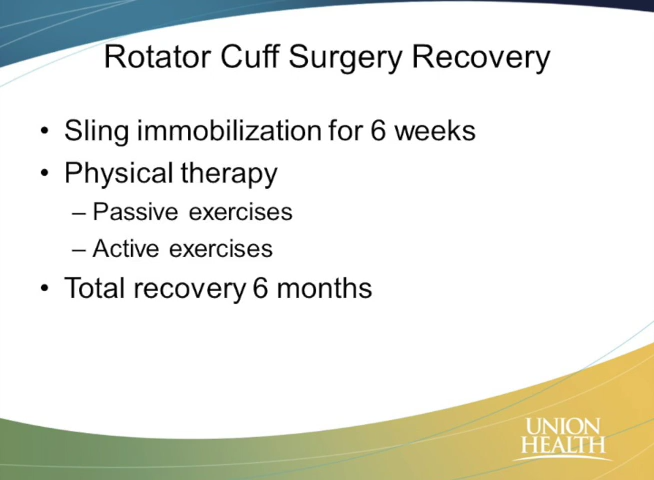 Rotator Cuff Surgery Recovery
• Sling immobilization for 6 weeks
• Physical therapy
– Passive exercises
– Active exercises
• Total recovery 6 months
UNION
HEALTH